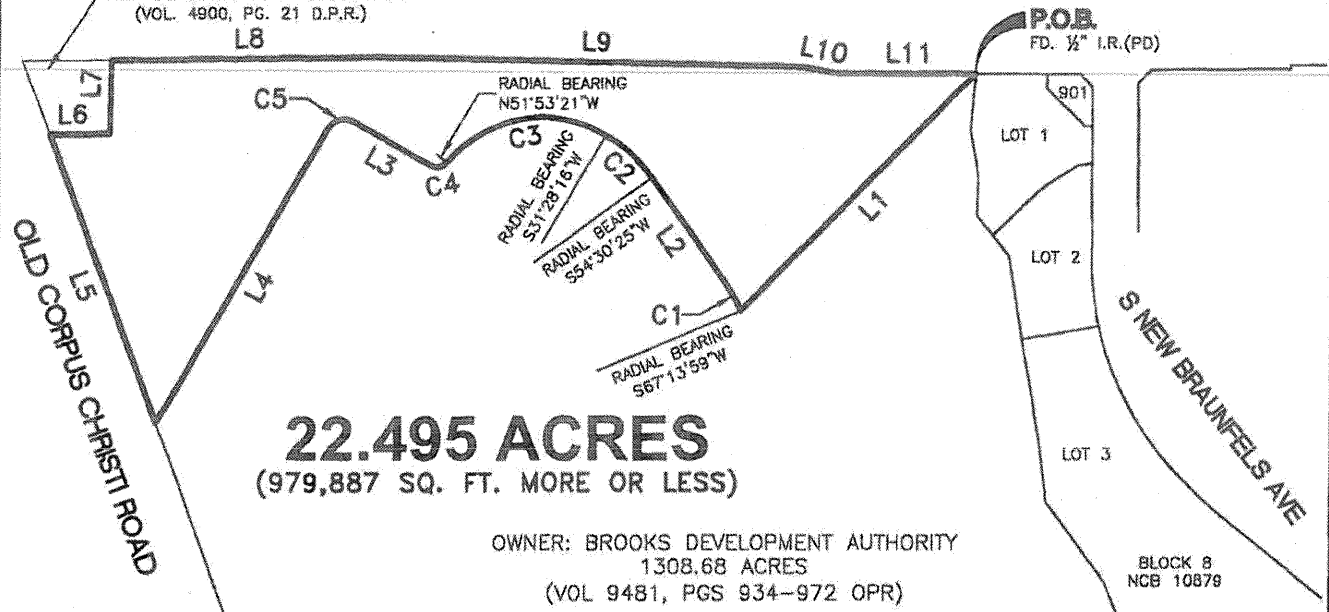 (VOL. 4900, PG. 21 D.P.R.)
P.O.B.
FD. ½" I.R.(PD)
L8
L9
L10
L11
L7
L6
C5
RADIAL BEARING
N51°53'21"W
901
LOT 1
L3
C4
C3
C2
RADIAL BEARING
S31°28'16"W
RADIAL BEARING
S54°30'25"W
L2
L1
LOT 2
OLD CORPUS CHRISTI ROAD
L5
L4
C1
RADIAL BEARING
S67°13'59"W
S NEW BRAUNFELS AVE
22.495 ACRES
(979,887 SQ. FT. MORE OR LESS)
LOT 3
OWNER: BROOKS DEVELOPMENT AUTHORITY
1308.68 ACRES
(VOL 9481, PGS 934-972 OPR)
BLOCK 8
NCB 10879